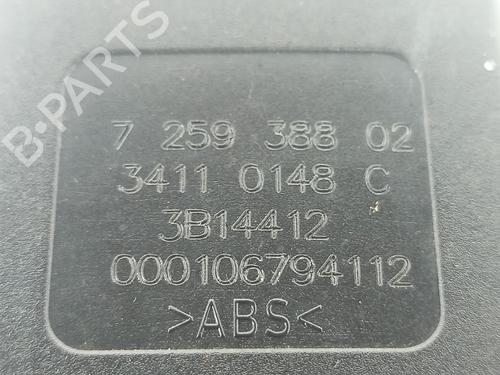 B-PARTS
7 259 388 02
3411 0148 C
3B14412
000106794112
>ABS<